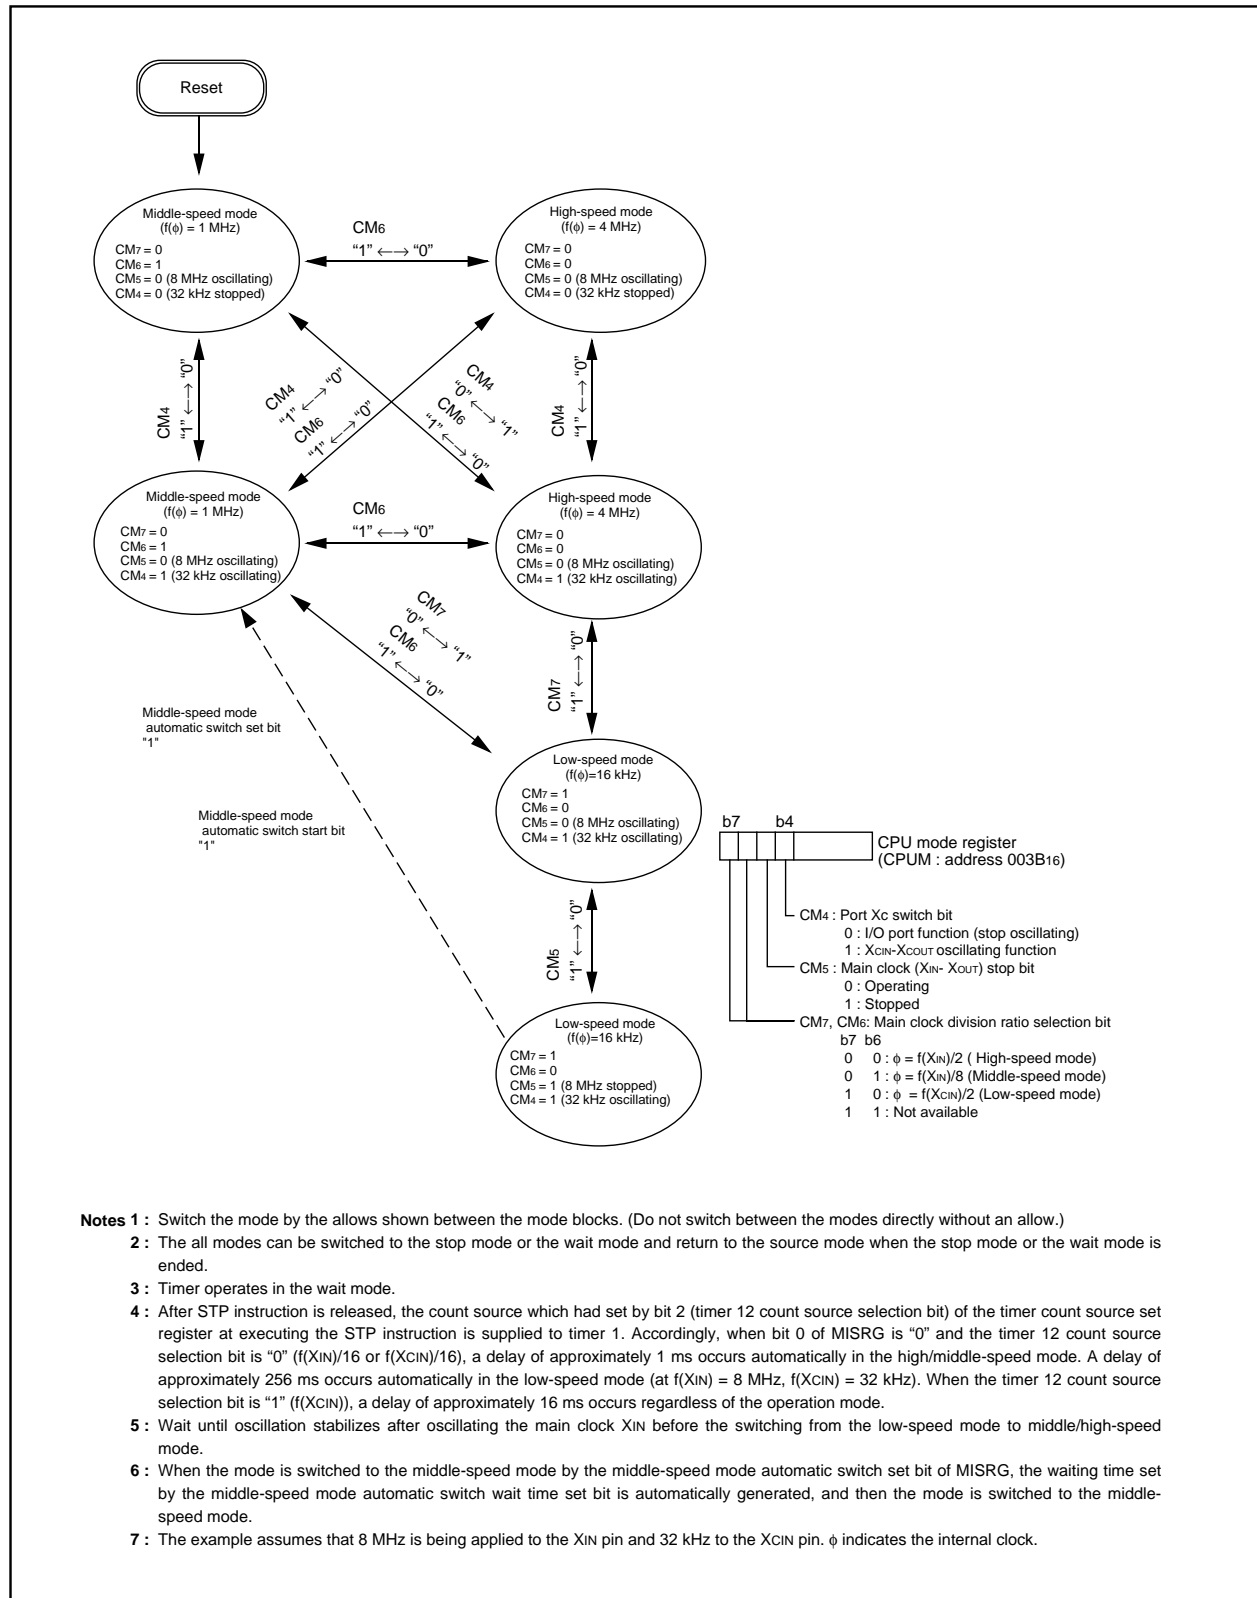 Reset
Middle-speed mode
(f(ϕ) = 1 MHz)
CM7 = 0
CM6 = 1
CM5 = 0 (8 MHz oscillating)
CM4 = 0 (32 kHz stopped)
CM6
“1” ←→ “0”
High-speed mode
(f(ϕ) = 4 MHz)
CM7 = 0
CM6 = 0
CM5 = 0 (8 MHz oscillating)
CM4 = 0 (32 kHz stopped)
CM4
“1” ←→ “0”
CM4
“1” ←→ “0”
CM6
“1” ←→ “0”
CM4
“0” ←→ “1”
CM6
“1” ←→ “0”
CM4
“1” ←→ “0”
Middle-speed mode
(f(ϕ) = 1 MHz)
CM7 = 0
CM6 = 1
CM5 = 0 (8 MHz oscillating)
CM4 = 1 (32 kHz oscillating)
CM6
“1” ←→ “0”
High-speed mode
(f(ϕ) = 4 MHz)
CM7 = 0
CM6 = 0
CM5 = 0 (8 MHz oscillating)
CM4 = 1 (32 kHz oscillating)
CM7
“0” ←→ “1”
CM6
“1” ←→ “0”
CM7
“1” ←→ “0”
Middle-speed mode
automatic switch set bit
"1"
Middle-speed mode
automatic switch start bit
"1"
Low-speed mode
(f(ϕ)=16 kHz)
CM7 = 1
CM6 = 0
CM5 = 0 (8 MHz oscillating)
CM4 = 1 (32 kHz oscillating)
CM5
“1” ←→ “0”
Low-speed mode
(f(ϕ)=16 kHz)
CM7 = 1
CM6 = 0
CM5 = 1 (8 MHz stopped)
CM4 = 1 (32 kHz oscillating)
b7 b4
CPU mode register
(CPUM : address 003B16)
CM4 : Port Xc switch bit
0 : I/O port function (stop oscillating)
1 : XCIN-XCOUT oscillating function
CM5 : Main clock (XIN- XOUT) stop bit
0 : Operating
1 : Stopped
CM7, CM6: Main clock division ratio selection bit
b7 b6
0 0 : ϕ = f(XIN)/2 ( High-speed mode)
0 1 : ϕ = f(XIN)/8 (Middle-speed mode)
1 0 : ϕ = f(XCIN)/2 (Low-speed mode)
1 1 : Not available
Notes 1 : Switch the mode by the allows shown between the mode blocks. (Do not switch between the modes directly without an allow.)
2 : The all modes can be switched to the stop mode or the wait mode and return to the source mode when the stop mode or the wait mode is
ended.
3 : Timer operates in the wait mode.
4 : After STP instruction is released, the count source which had set by bit 2 (timer 12 count source selection bit) of the timer count source set
register at executing the STP instruction is supplied to timer 1. Accordingly, when bit 0 of MISRG is “0” and the timer 12 count source
selection bit is “0” (f(XIN)/16 or f(XCIN)/16), a delay of approximately 1 ms occurs automatically in the high/middle-speed mode. A delay of
approximately 256 ms occurs automatically in the low-speed mode (at f(XIN) = 8 MHz, f(XCIN) = 32 kHz). When the timer 12 count source
selection bit is “1” (f(XCIN)), a delay of approximately 16 ms occurs regardless of the operation mode.
5 : Wait until oscillation stabilizes after oscillating the main clock XIN before the switching from the low-speed mode to middle/high-speed
mode.
6 : When the mode is switched to the middle-speed mode by the middle-speed mode automatic switch set bit of MISRG, the waiting time set
by the middle-speed mode automatic switch wait time set bit is automatically generated, and then the mode is switched to the middle-
speed mode.
7 : The example assumes that 8 MHz is being applied to the XIN pin and 32 kHz to the XCIN pin. ϕ indicates the internal clock.